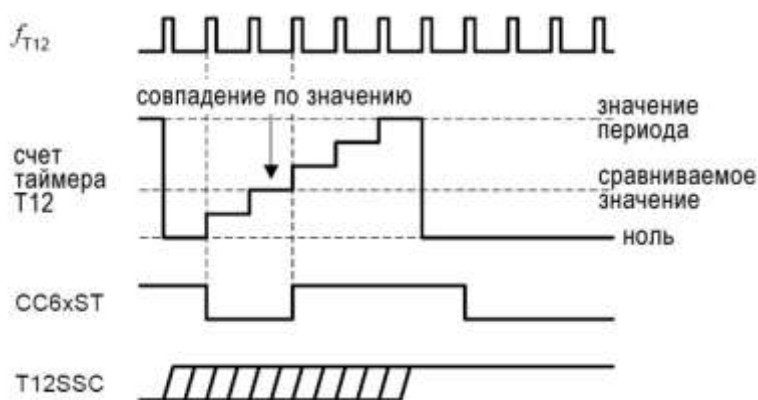 fT12
совпадение по значению
значение
периода
счет
таймера
T12
сравниваемое
значение
ноль
CC6xST
T12SSC